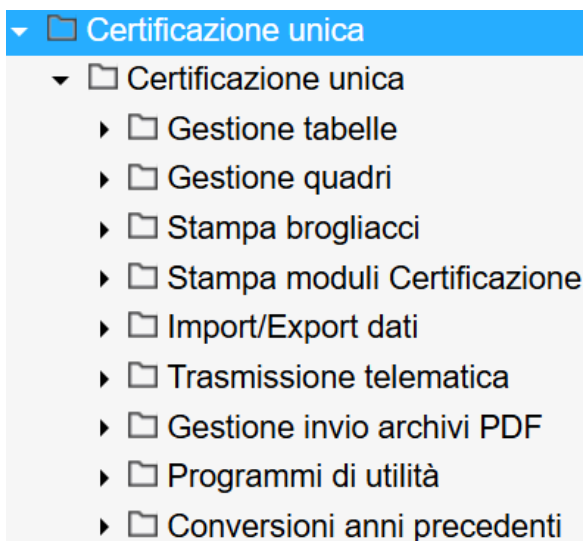 Certificazione unica
Certificazione unica
Gestione tabelle
Gestione quadri
Stampa brogliacci
Stampa moduli Certificazione
Import/Export dati
Trasmissione telematica
Gestione invio archivi PDF
Programmi di utilità
Conversioni anni precedenti